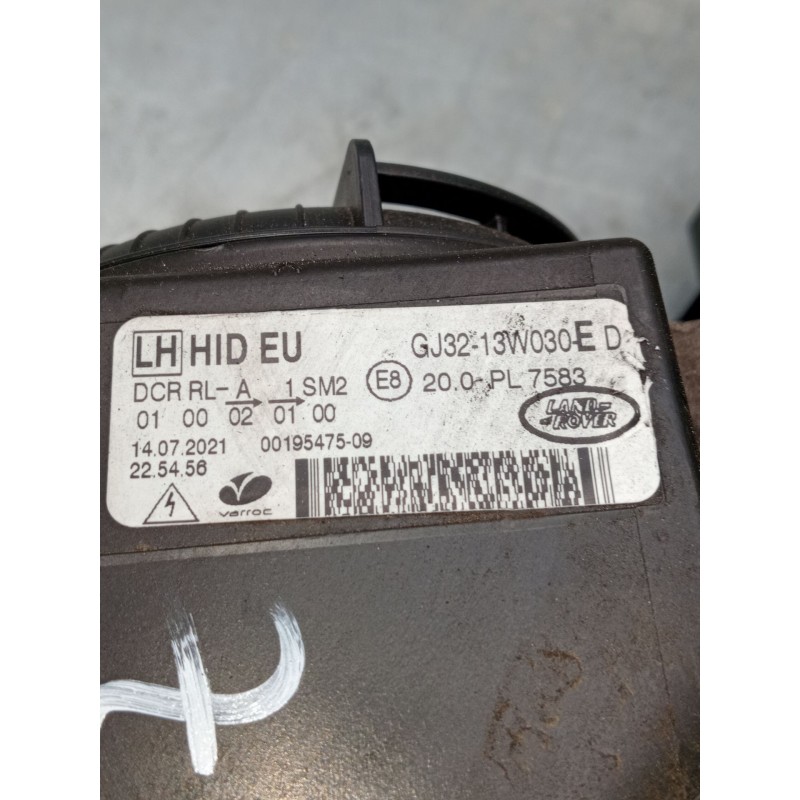 LH HID EU GJ32-13W030-E D
DCR RL- A 1 SM2 E8 20.0 PL 7583
01 00 02 01 00 LAND-ROVER
14.07.2021 00195475-09
22.54.56
varroc